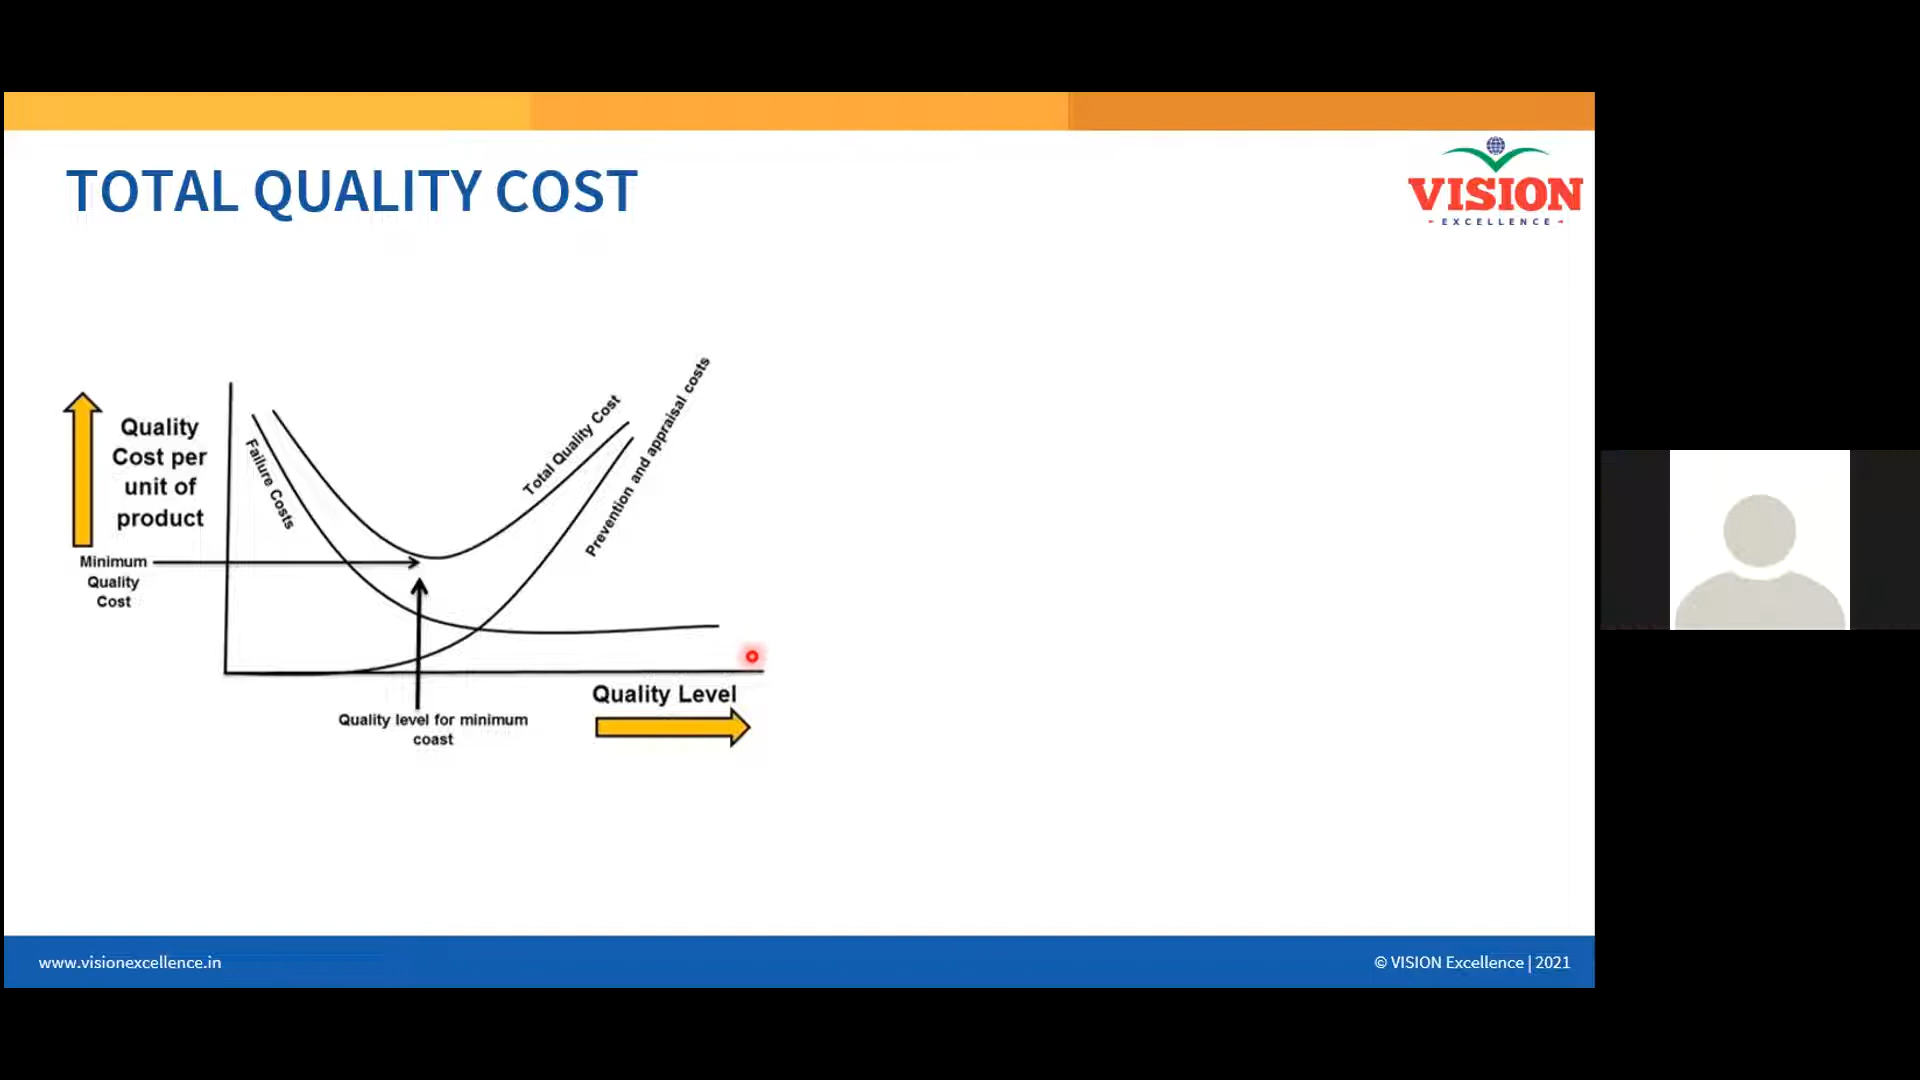 TOTAL QUALITY COST
VISION
EXCELLENCE
Quality
Cost per
unit of
product
Failure Costs
Total Quality Cost
Prevention and appraisal costs
Minimum
Quality
Cost
Quality Level
Quality level for minimum
coast
www.visionexcellence.in
© VISION Excellence | 2021